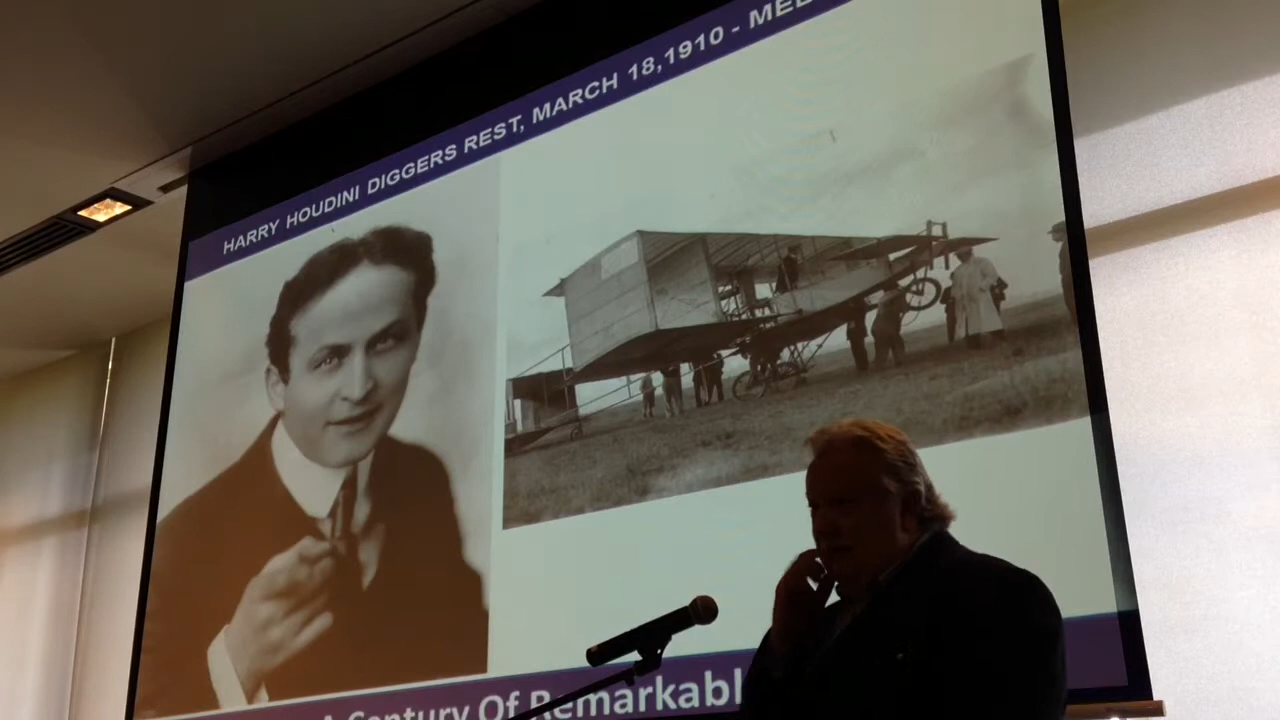 HARRY HOUDINI DIGGERS REST, MARCH 18,1910 - MEL
A Century Of Remarkabl